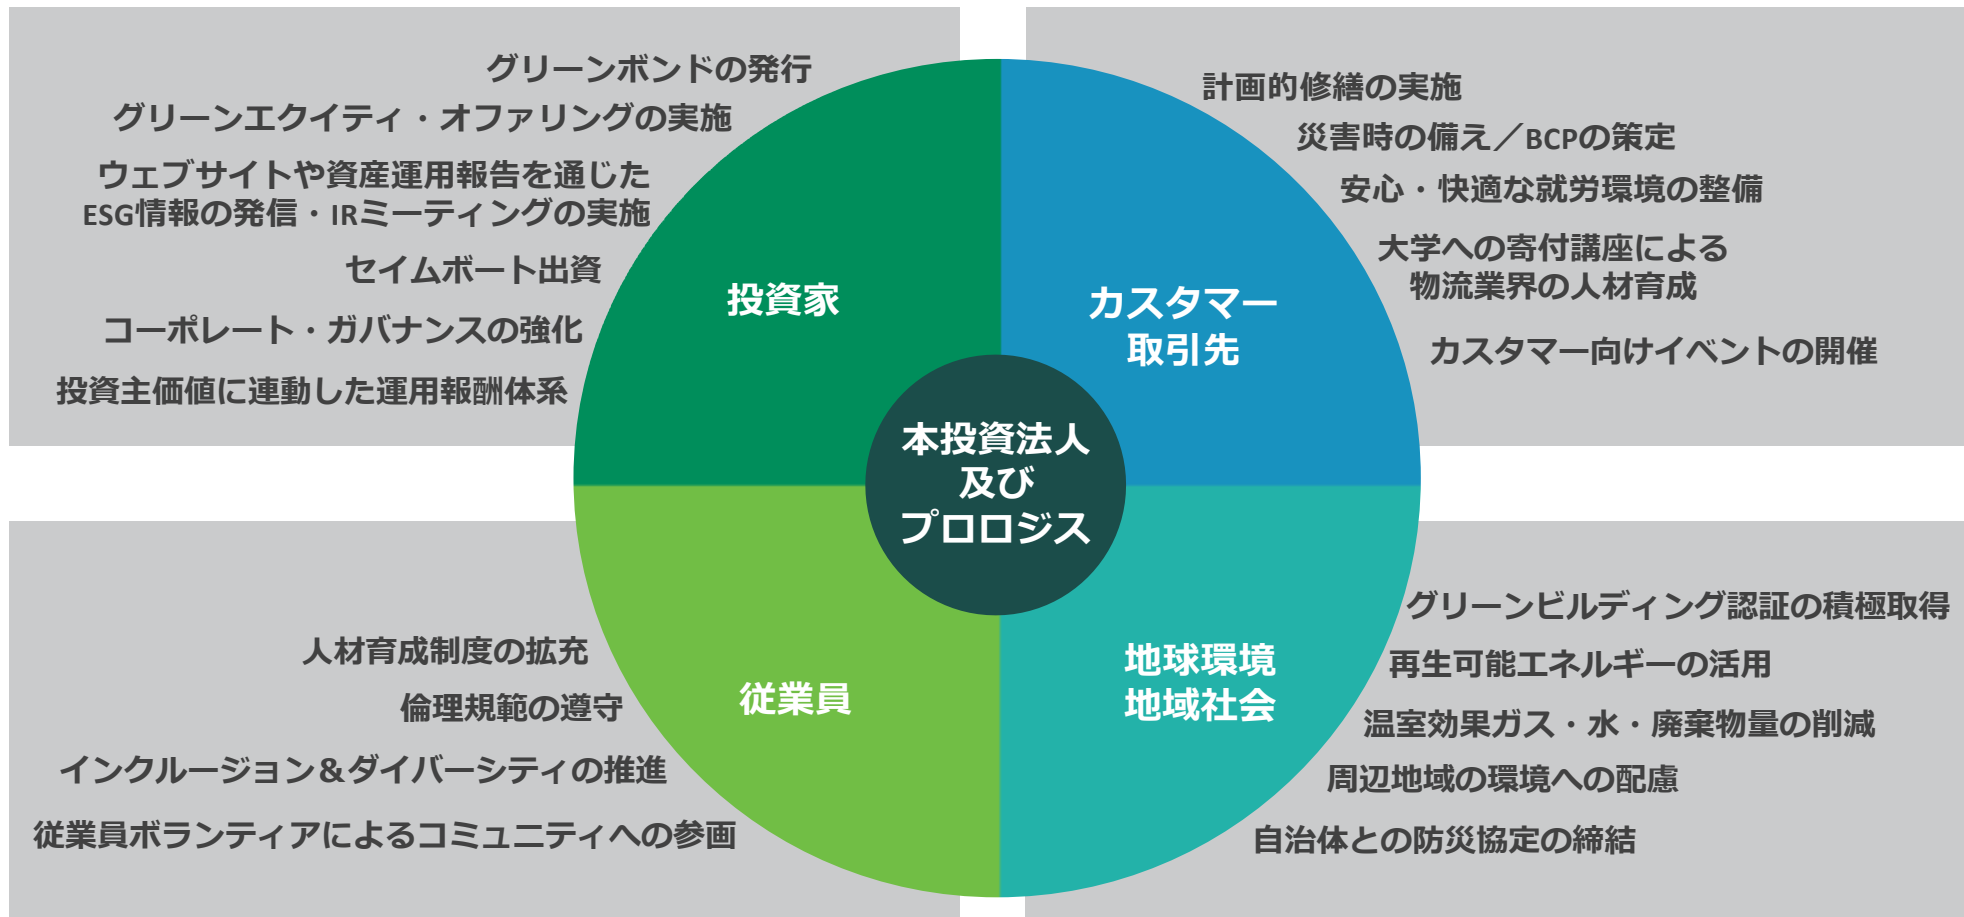 グリーンボンドの発行
グリーンエクイティ・オファリングの実施
ウェブサイトや資産運用報告を通じた
ESG情報の発信・IRミーティングの実施
セイムボート出資
コーポレート・ガバナンスの強化
投資主価値に連動した運用報酬体系
投資家
計画的修繕の実施
災害時の備え／BCPの策定
安心・快適な就労環境の整備
大学への寄付講座による
物流業界の人材育成
カスタマー向けイベントの開催
カスタマー
取引先
本投資法人
及び
プロロジス
人材育成制度の拡充
倫理規範の遵守
インクルージョン＆ダイバーシティの推進
従業員ボランティアによるコミュニティへの参画
従業員
地球環境
地域社会
グリーンビルディング認証の積極取得
再生可能エネルギーの活用
温室効果ガス・水・廃棄物量の削減
周辺地域の環境への配慮
自治体との防災協定の締結